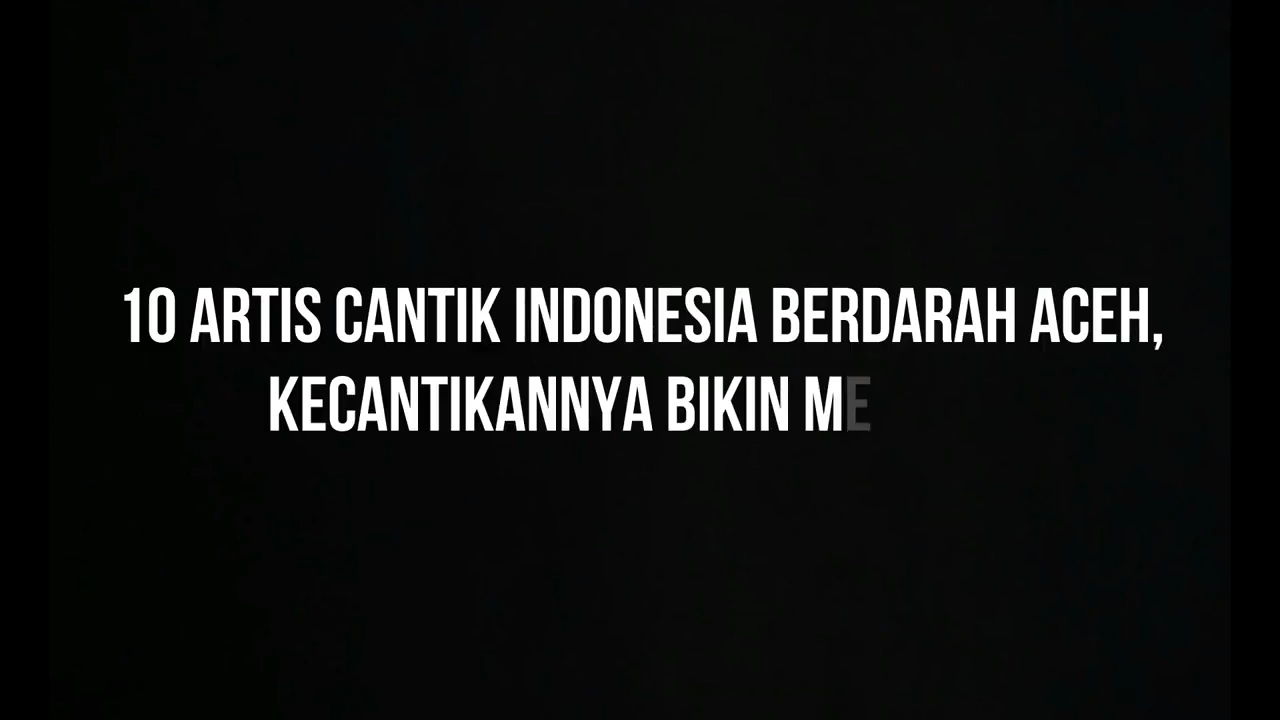 10 ARTIS CANTIK INDONESIA BERDARAH ACEH,
KECANTIKANNYA BIKIN ME